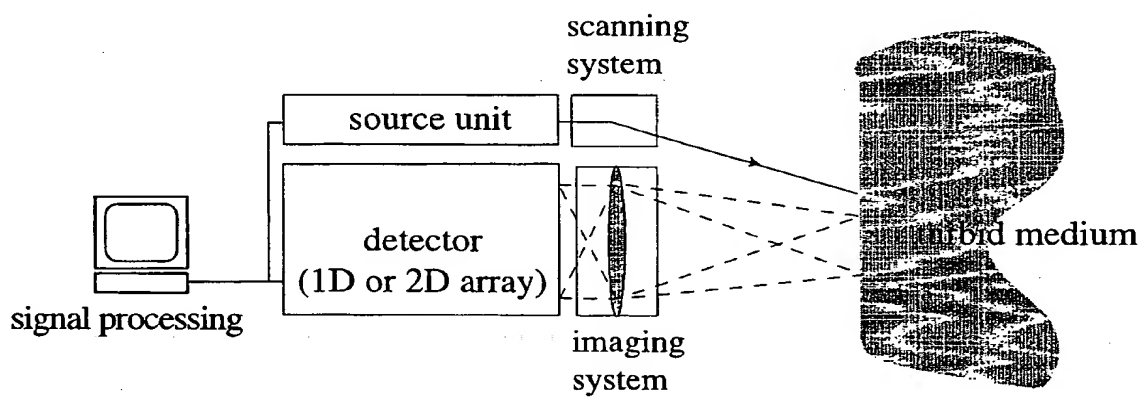 scanning
system
source unit
detector
(1D or 2D array)
turbid medium
signal processing
imaging
system